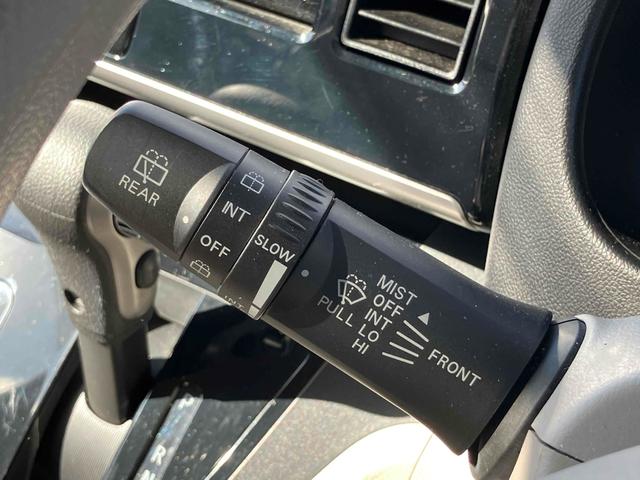 REAR
INT
OFF
SLOW
MIST
OFF
INT
PULL LO
HI
FRONT
R
N